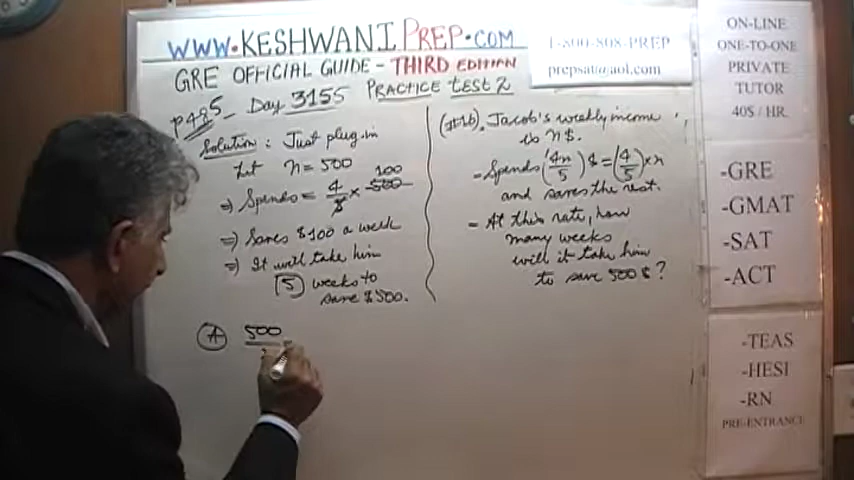 WWW.KESHWANIPREP.COM
1-800-808-PREP
prepsat@aol.com
GRE OFFICIAL GUIDE - THIRD EDITION
P485 - Day 3155 PRACTICE TEST 2
Solution: Just plug-in
Let n = 500
⇒ Spends = 4/5 × 500 100
⇒ Saves $100 a week
⇒ It will take him
5 weeks to
save $500.
A 500
(#16). Jacob's weekly income
is n $.
- Spends (4n/5) $ = (4/5) × n
and saves the rest.
- At this rate, how
many weeks
will it take him
to save 500 $?
ON-LINE
ONE-TO-ONE
PRIVATE
TUTOR
40$ / HR.
-GRE
-GMAT
-SAT
-ACT
-TEAS
-HESI
-RN
PRE-ENTRANCE